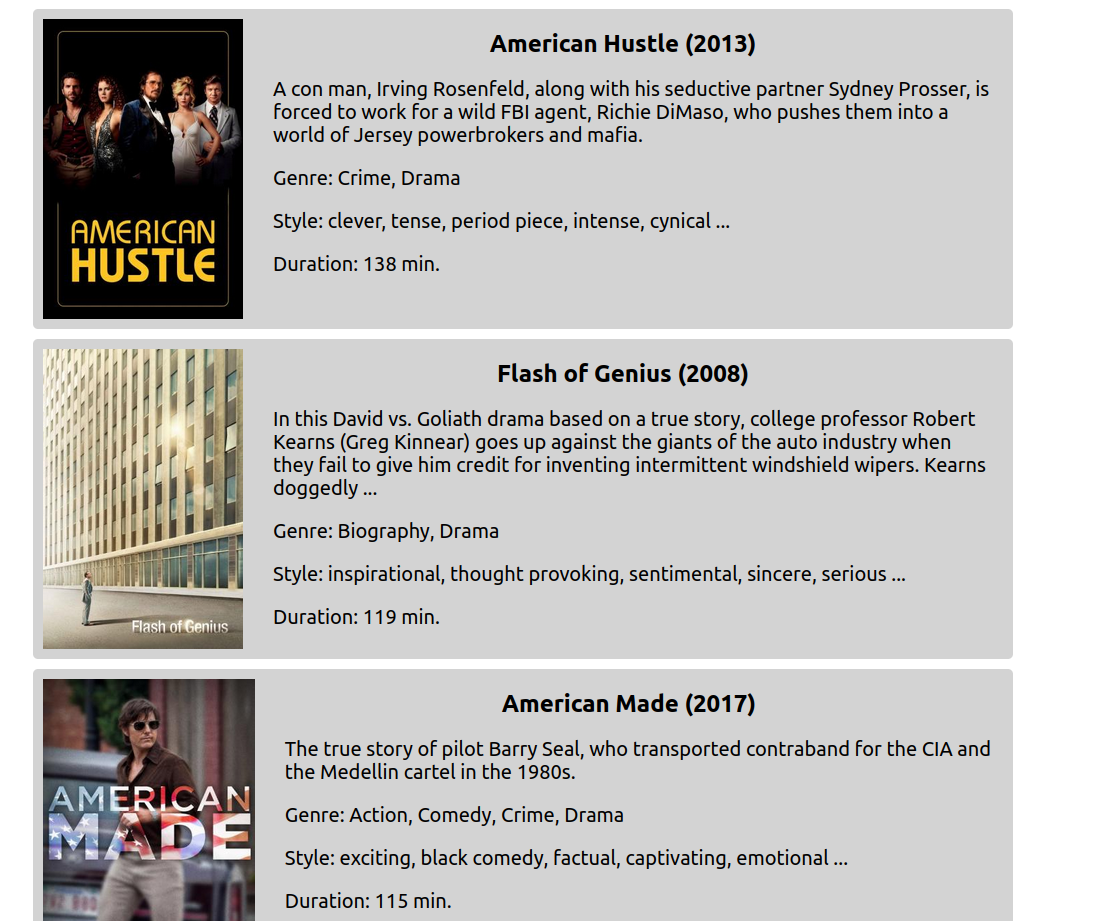 American Hustle (2013)
A con man, Irving Rosenfeld, along with his seductive partner Sydney Prosser, is
forced to work for a wild FBI agent, Richie DiMaso, who pushes them into a
world of Jersey powerbrokers and mafia.
Genre: Crime, Drama
Style: clever, tense, period piece, intense, cynical ...
Duration: 138 min.
AMERICAN
HUSTLE
Flash of Genius (2008)
In this David vs. Goliath drama based on a true story, college professor Robert
Kearns (Greg Kinnear) goes up against the giants of the auto industry when
they fail to give him credit for inventing intermittent windshield wipers. Kearns
doggedly ...
Genre: Biography, Drama
Style: inspirational, thought provoking, sentimental, sincere, serious ...
Duration: 119 min.
Flash of Genius
American Made (2017)
The true story of pilot Barry Seal, who transported contraband for the CIA and
the Medellin cartel in the 1980s.
Genre: Action, Comedy, Crime, Drama
Style: exciting, black comedy, factual, captivating, emotional ...
Duration: 115 min.
AMERICAN
MADE